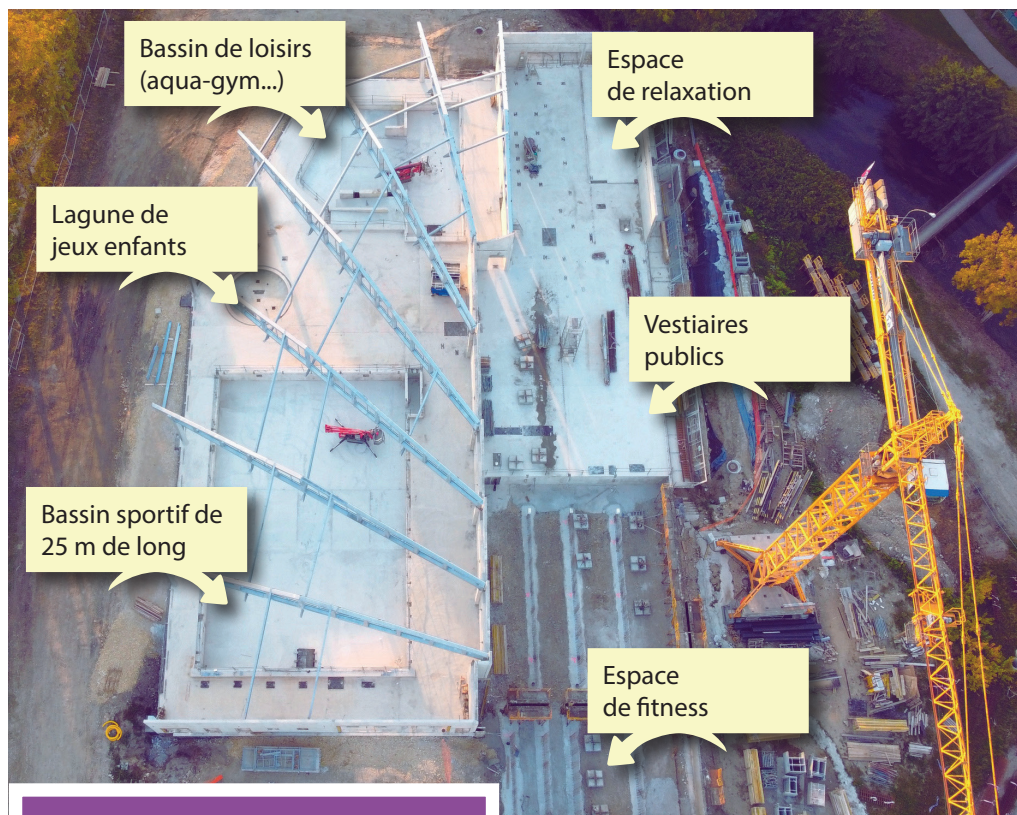 Bassin de loisirs
(aqua-gym...)
Espace
de relaxation
Lagune de
jeux enfants
Vestiaires
publics
Bassin sportif de
25 m de long
Espace
de fitness